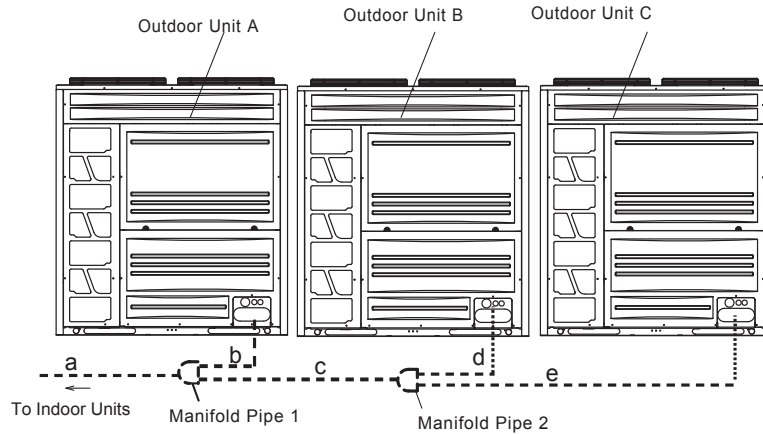 Outdoor Unit A
Outdoor Unit B
Outdoor Unit C
a
b
c
d
e
To Indoor Units
Manifold Pipe 1
Manifold Pipe 2